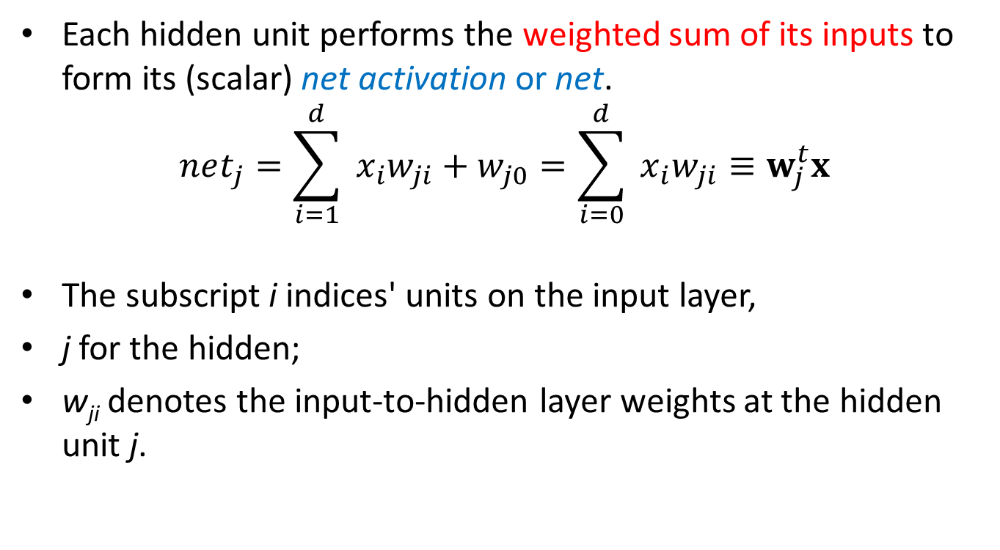 • Each hidden unit performs the weighted sum of its inputs to
form its (scalar) net activation or net.
$net_j = \sum_{i=1}^{d} x_i w_{ji} + w_{j0} = \sum_{i=0}^{d} x_i w_{ji} \equiv \mathbf{w}_j^t \mathbf{x}$
• The subscript i indices' units on the input layer,
• j for the hidden;
• w_{ji} denotes the input-to-hidden layer weights at the hidden
unit j.